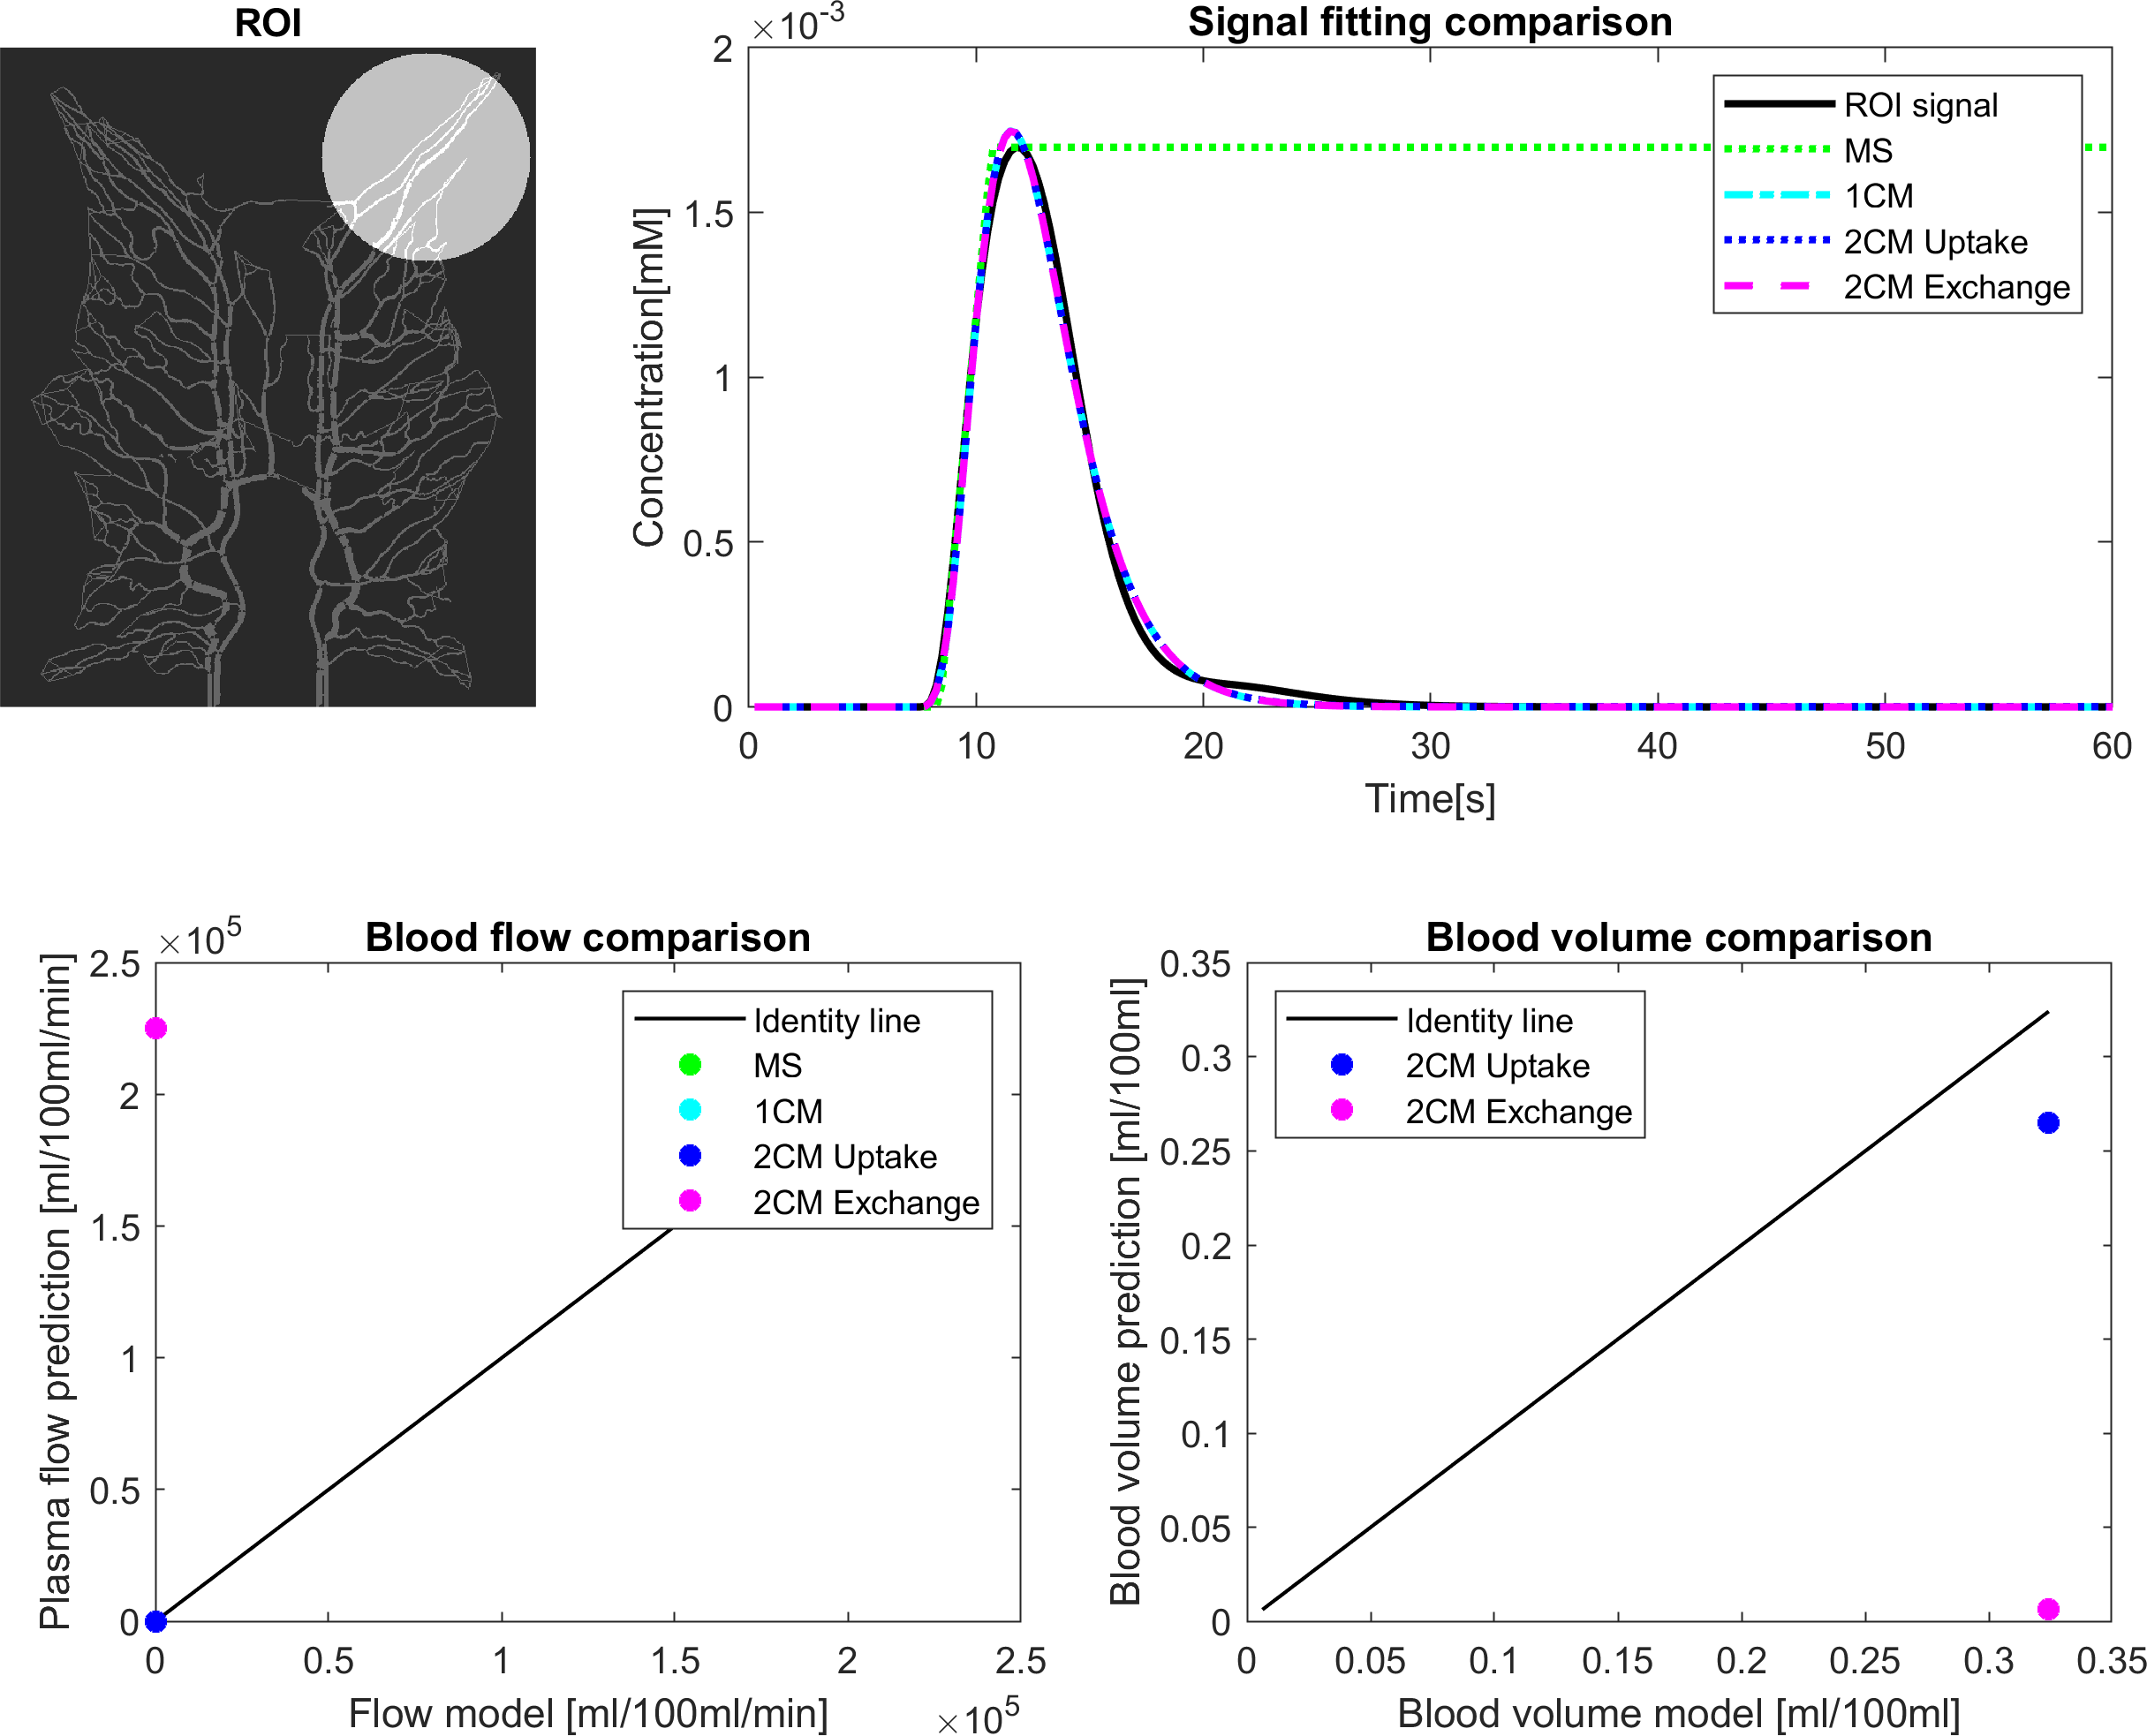 ROI
Signal fitting comparison
×10-3
2
1.5
1
0.5
0
0 10 20 30 40 50 60
Concentration[mM]
Time[s]
ROI signal
MS
1CM
2CM Uptake
2CM Exchange
Blood flow comparison
×105
2.5
2
1.5
1
0.5
0
0 0.5 1 1.5 2 2.5
Plasma flow prediction [ml/100ml/min]
Flow model [ml/100ml/min]
×105
Identity line
MS
1CM
2CM Uptake
2CM Exchange
Blood volume comparison
0.35
0.3
0.25
0.2
0.15
0.1
0.05
0
0 0.05 0.1 0.15 0.2 0.25 0.3 0.35
Blood volume prediction [ml/100ml]
Blood volume model [ml/100ml]
Identity line
2CM Uptake
2CM Exchange